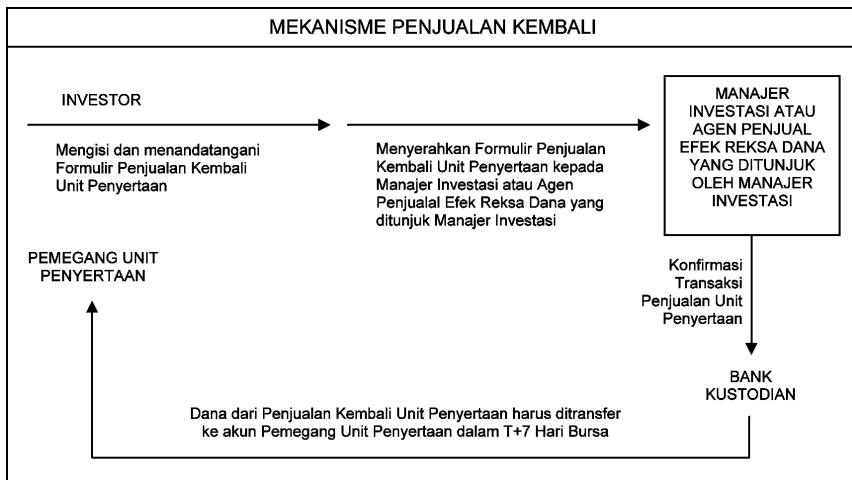 MEKANISME PENJUALAN KEMBALI
INVESTOR
Mengisi dan menandatangani
Formulir Penjualan Kembali
Unit Penyertaan
Menyerahkan Formulir Penjualan
Kembali Unit Penyertaan kepada
Manajer Investasi atau Agen
Penjualal Efek Reksa Dana yang
ditunjuk Manajer Investasi
MANAJER
INVESTASI ATAU
AGEN PENJUAL
EFEK REKSA DANA
YANG DITUNJUK
OLEH MANAJER
INVESTASI
Konfirmasi
Transaksi
Penjualan Unit
Penyertaan
BANK
KUSTODIAN
Dana dari Penjualan Kembali Unit Penyertaan harus ditransfer
ke akun Pemegang Unit Penyertaan dalam T+7 Hari Bursa
PEMEGANG UNIT
PENYERTAAN